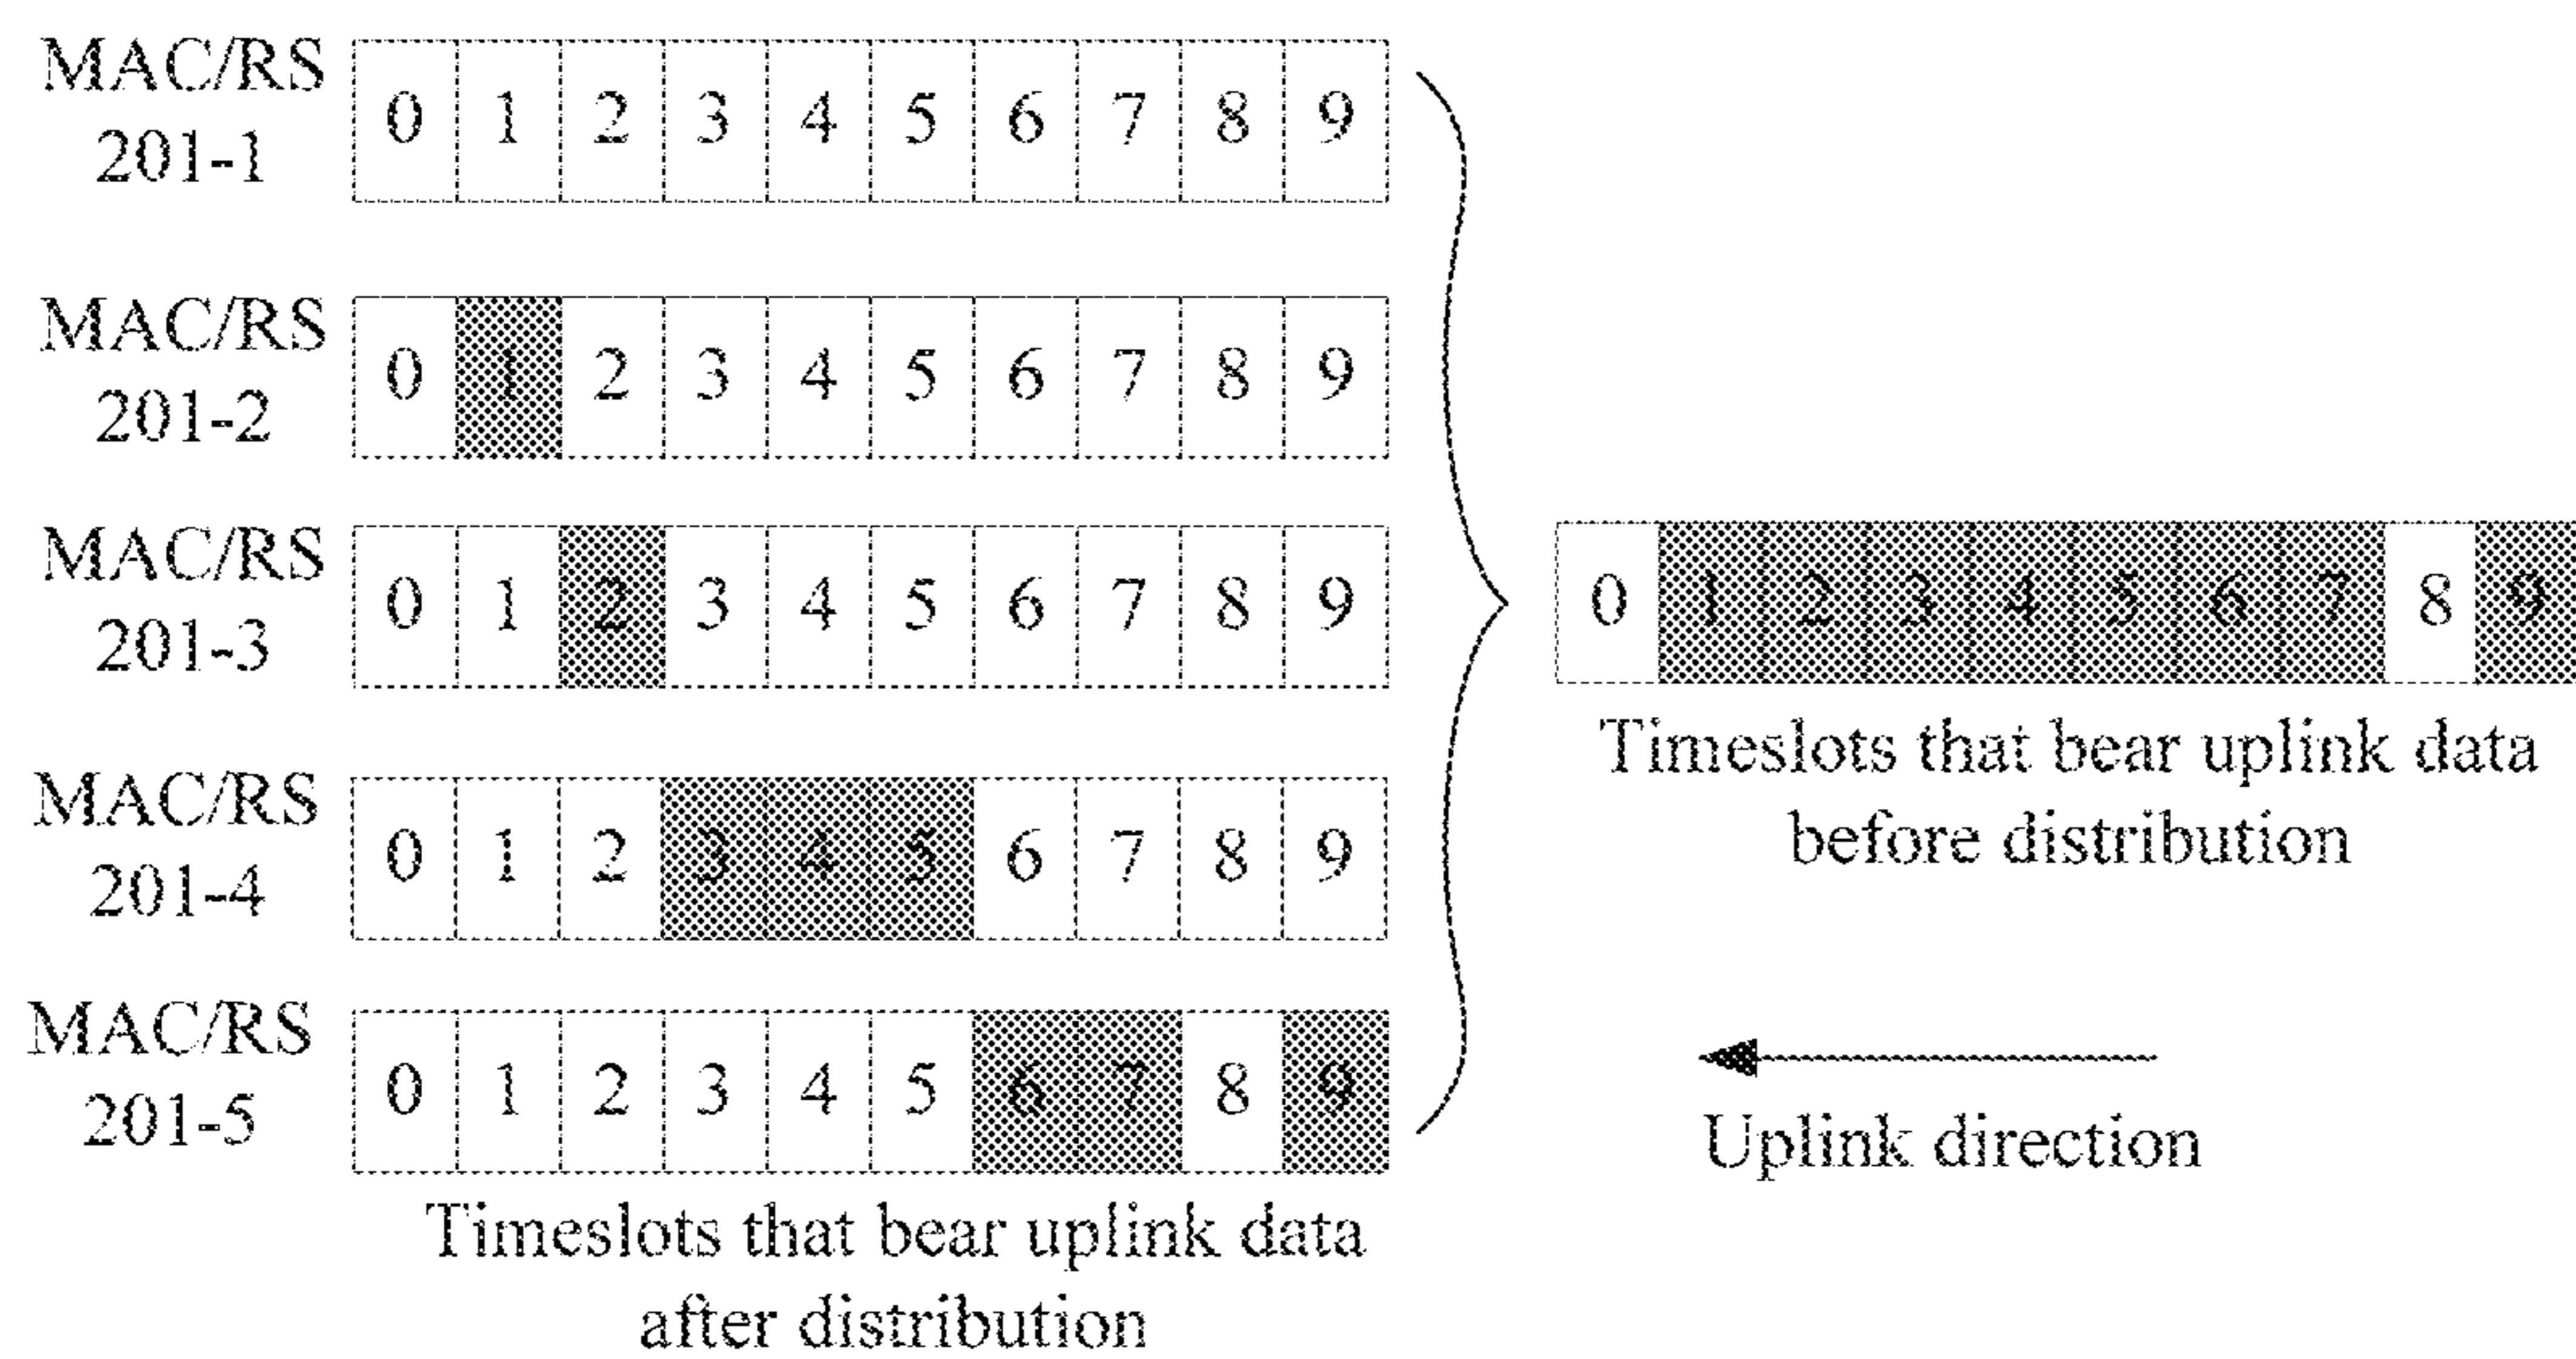 MAC/RS
201-1
0 1 2 3 4 5 6 7 8 9
MAC/RS
201-2
0 1 2 3 4 5 6 7 8 9
MAC/RS
201-3
0 1 2 3 4 5 6 7 8 9
MAC/RS
201-4
0 1 2 3 4 5 6 7 8 9
MAC/RS
201-5
0 1 2 3 4 5 6 7 8 9
Timeslots that bear uplink data
after distribution
0 1 2 3 4 5 6 7 8 9
Timeslots that bear uplink data
before distribution
Uplink direction